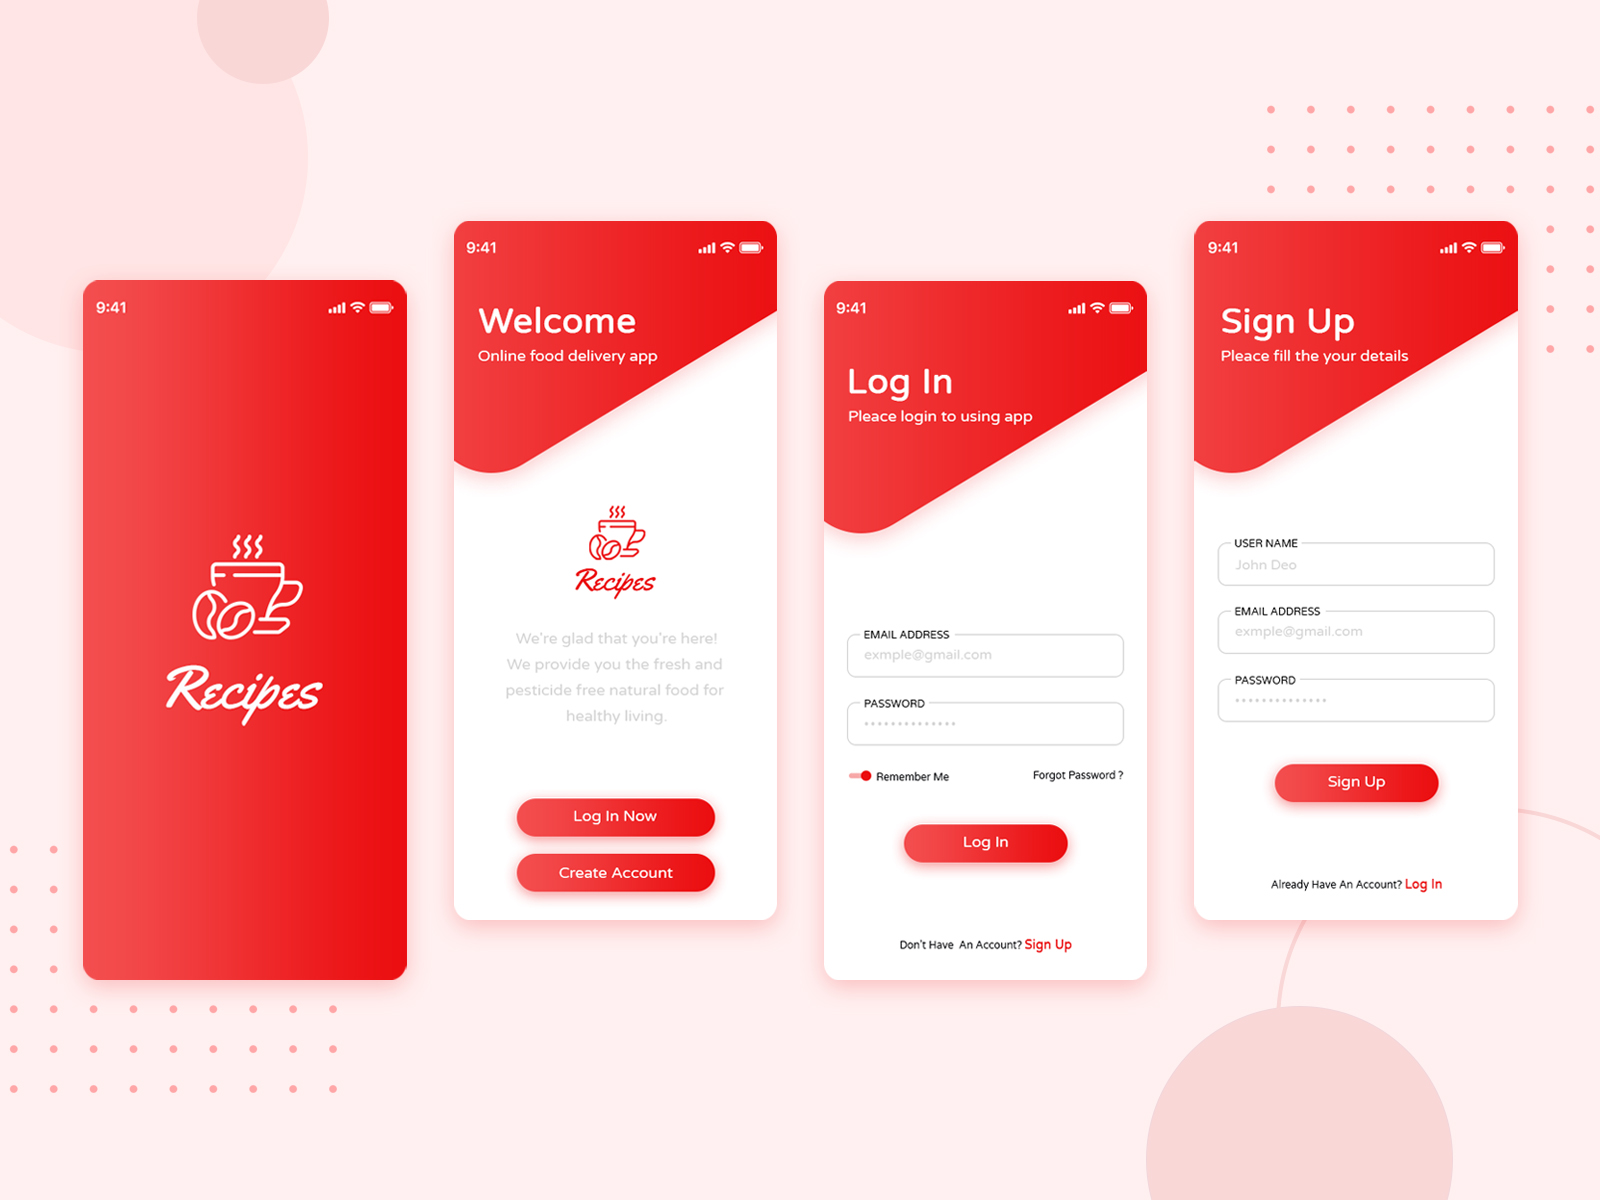 9:41
Recipes
9:41
Welcome
Online food delivery app
Recipes
We're glad that you're here!
We provide you the fresh and
pesticide free natural food for
healthy living.
Log In Now
Create Account
9:41
Log In
Pleace login to using app
EMAIL ADDRESS
exmple@gmail.com
PASSWORD
Remember Me
Forgot Password ?
Log In
Don't Have An Account? Sign Up
9:41
Sign Up
Pleace fill the your details
USER NAME
John Deo
EMAIL ADDRESS
exmple@gmail.com
PASSWORD
Sign Up
Already Have An Account? Log In